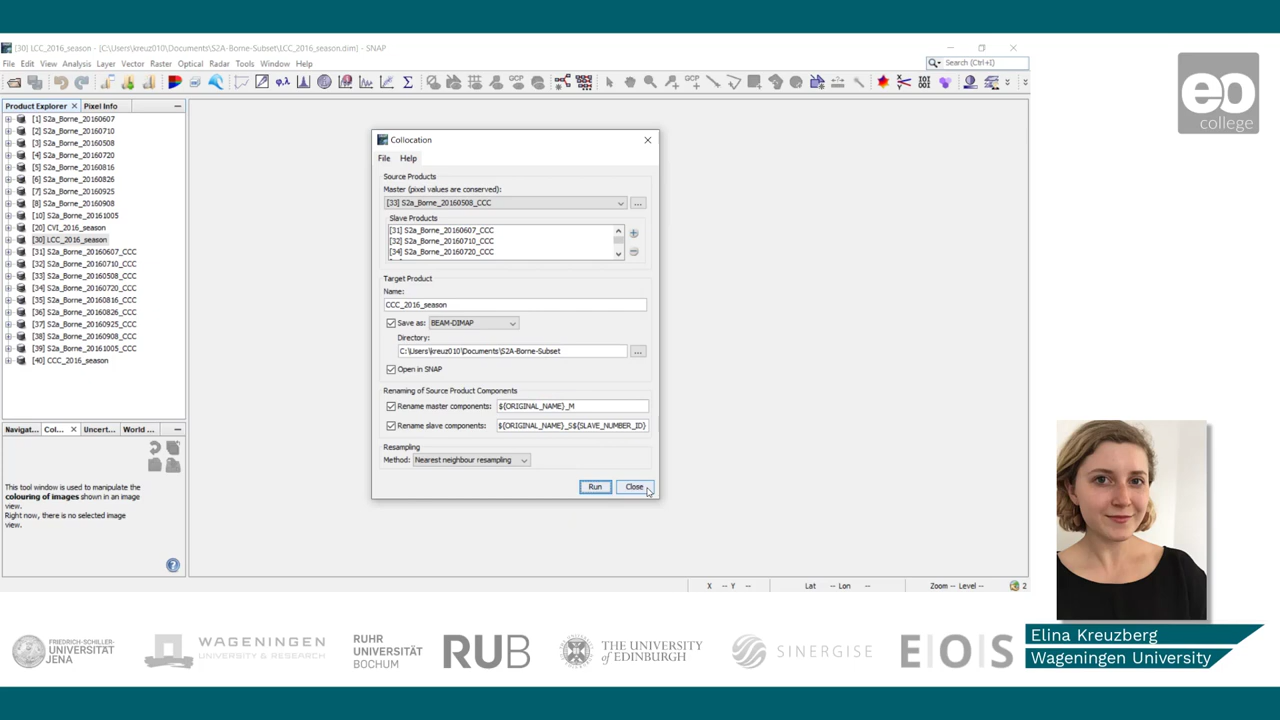 [30] LCC_2016_season - [C:\Users\kreuz010\Documents\S2A-Borne-Subset\LCC_2016_season.dim] - SNAP
File Edit View Analysis Layer Vector Raster Optical Radar Tools Window Help
Search (Ctrl+I)
Product Explorer Pixel Info
[1] S2a_Borne_20160607
[2] S2a_Borne_20160710
[3] S2a_Borne_20160508
[4] S2a_Borne_20160720
[5] S2a_Borne_20160816
[6] S2a_Borne_20160826
[7] S2a_Borne_20160925
[8] S2a_Borne_20160908
[10] S2a_Borne_20161005
[20] CVI_2016_season
[30] LCC_2016_season
[31] S2a_Borne_20160607_CCC
[32] S2a_Borne_20160710_CCC
[33] S2a_Borne_20160508_CCC
[34] S2a_Borne_20160720_CCC
[35] S2a_Borne_20160816_CCC
[36] S2a_Borne_20160826_CCC
[37] S2a_Borne_20160925_CCC
[38] S2a_Borne_20160908_CCC
[39] S2a_Borne_20161005_CCC
[40] CCC_2016_season
Navigat... Col... Uncert... World ...
This tool window is used to manipulate the
colouring of images shown in an image
view.
Right now, there is no selected image
view.
Collocation
File Help
Source Products
Master (pixel values are conserved):
[33] S2a_Borne_20160508_CCC
...
Slave Products
[31] S2a_Borne_20160607_CCC
[32] S2a_Borne_20160710_CCC
[34] S2a_Borne_20160720_CCC
Target Product
Name:
CCC_2016_season
Save as: BEAM-DIMAP
Directory:
C:\Users\kreuz010\Documents\S2A-Borne-Subset
...
Open in SNAP
Renaming of Source Product Components
Rename master components: ${ORIGINAL_NAME}_M
Rename slave components: ${ORIGINAL_NAME}_S${SLAVE_NUMBER_ID}
Resampling
Method: Nearest neighbour resampling
Run Close
X -- Y -- Lat -- Lon -- Zoom -- Level -- 2
eo
college
Elina Kreuzberg
Wageningen University
FRIEDRICH-SCHILLER-
UNIVERSITÄT
JENA
WAGENINGEN
UNIVERSITY & RESEARCH
RUHR
UNIVERSITÄT
BOCHUM
RUB
THE UNIVERSITY
of EDINBURGH
SINERGISE
E|O|S